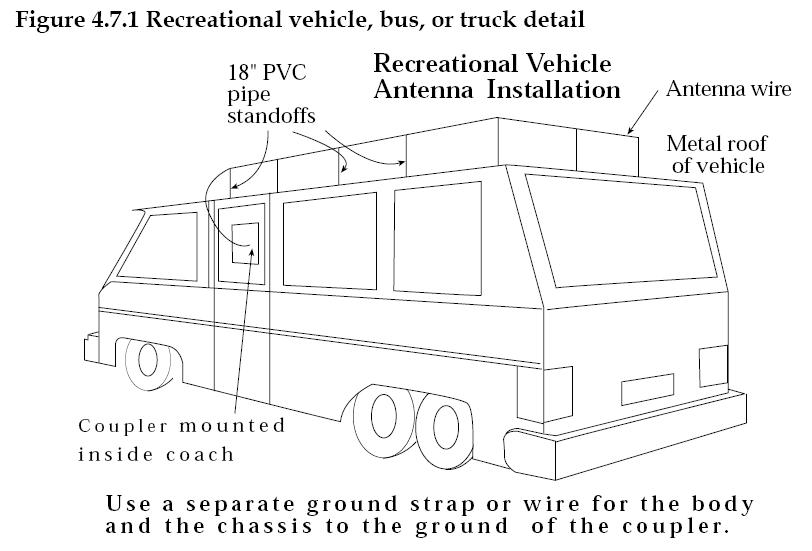 Figure 4.7.1 Recreational vehicle, bus, or truck detail
Recreational Vehicle
Antenna Installation
18" PVC
pipe
standoffs
Antenna wire
Metal roof
of vehicle
Coupler mounted
inside coach
Use a separate ground strap or wire for the body
and the chassis to the ground of the coupler.